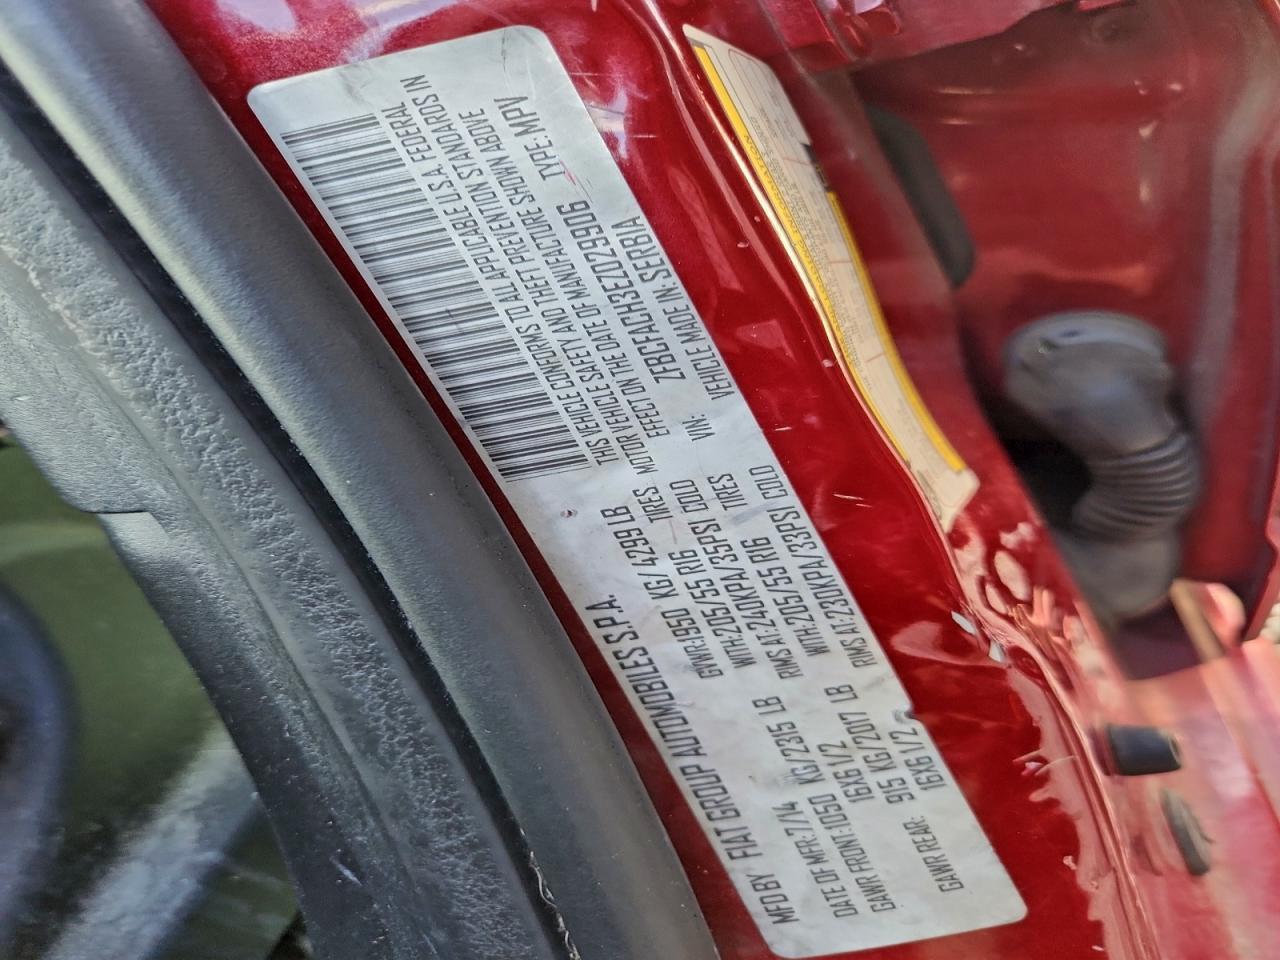 MFD BY: FIAT GROUP AUTOMOBILES S.P.A.
DATE OF MFR: 7/14 GVWR: 1950 KG/ 4299 LB
GAWR FRONT: 1050 KG/ 2315 LB WITH: 205/55 R16 TIRES
16X6 1/2 RIMS AT: 240KPA/35PSI COLD
GAWR REAR: 915 KG/ 2017 LB WITH: 205/55 R16 TIRES
16X6 1/2 RIMS AT: 230KPA/33PSI COLD
THIS VEHICLE CONFORMS TO ALL APPLICABLE U.S.A. FEDERAL
MOTOR VEHICLE SAFETY AND THEFT PREVENTION STANDARDS IN
EFFECT ON THE DATE OF MANUFACTURE SHOWN ABOVE
VIN: ZFBCFACH3EZ029906 TYPE: MPV
VEHICLE MADE IN: SERBIA